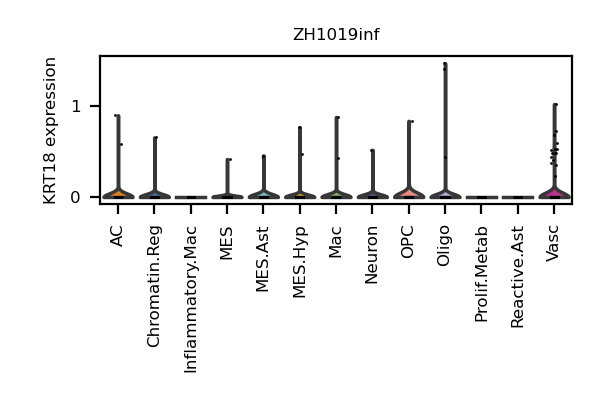 ZH1019inf
KRT18 expression
1
0
AC
Chromatin.Reg
Inflammatory.Mac
MES
MES.Ast
MES.Hyp
Mac
Neuron
OPC
Oligo
Prolif.Metab
Reactive.Ast
Vasc